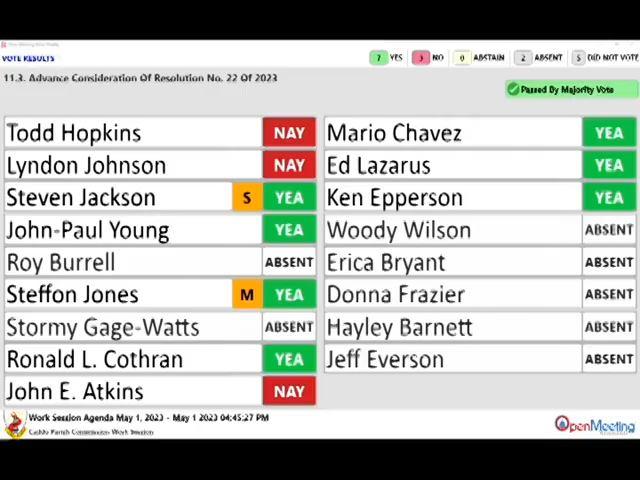 VOTE RESULTS
7 YES 3 NO 0 ABSTAIN 2 ABSENT 5 DID NOT VOTE
11.3. Advance Consideration Of Resolution No. 22 Of 2023
Passed By Majority Vote
Todd Hopkins NAY
Lyndon Johnson NAY
Steven Jackson S YEA
John-Paul Young YEA
Roy Burrell ABSENT
Steffon Jones M YEA
Stormy Gage-Watts ABSENT
Ronald L. Cothran YEA
John E. Atkins NAY
Mario Chavez YEA
Ed Lazarus YEA
Ken Epperson YEA
Woody Wilson ABSENT
Erica Bryant ABSENT
Donna Frazier ABSENT
Hayley Barnett ABSENT
Jeff Everson ABSENT
Work Session Agenda May 1, 2023 - May 1 2023 04:45:27 PM
Caddo Parish Commission Work Session
OpenMeeting